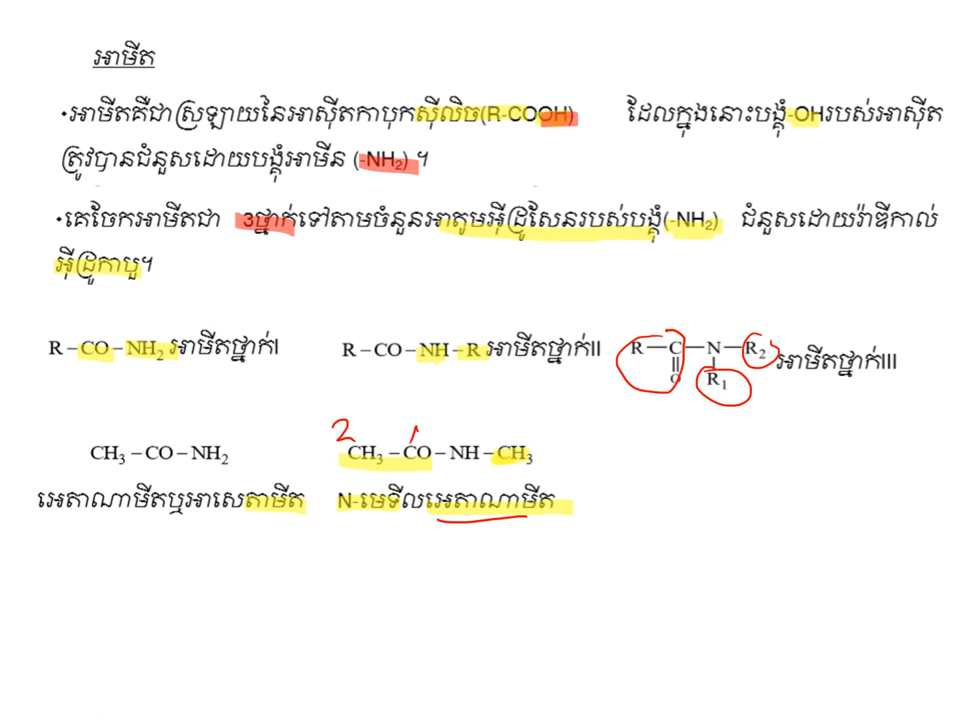 អាមីត
•អាមីតគឺជាស្រឡាយនៃអាស៊ីតកាបុកស៊ីលិច(R-COOH) ដែលក្នុងនោះបង្គុំ-OHរបស់អាស៊ីត
ត្រូវបានជំនួសដោយបង្គុំអាមីន (-NH₂) ។
•គេចែកអាមីតជា 3ថ្នាក់ទៅតាមចំនួនអាតូមអ៊ីដ្រូសែនរបស់បង្គុំ(-NH₂) ជំនួសដោយរ៉ាឌីកាល់
អ៊ីដ្រូកាបួ។
R–CO–NH₂អាមីតថ្នាក់I R–CO–NH–Rអាមីតថ្នាក់II R–C–N–R₂ អាមីតថ្នាក់III
O R₁
2 1
CH₃–CO–NH₂ CH₃–CO–NH–CH₃
អេតាណាមីតឬអាសេតាមីត N-មេទីលអេតាណាមីត